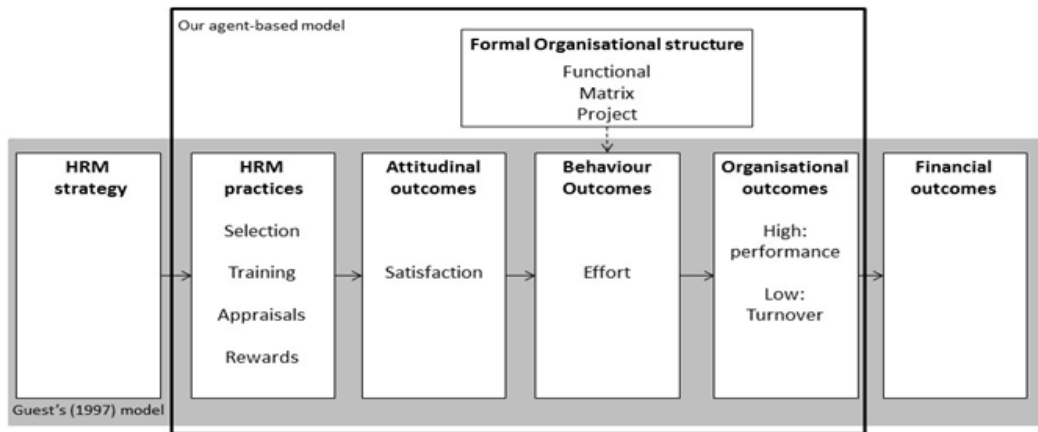 Our agent-based model
Formal Organisational structure
Functional
Matrix
Project
HRM
strategy
HRM
practices
Selection
Training
Appraisals
Rewards
Attitudinal
outcomes
Satisfaction
Behaviour
Outcomes
Effort
Organisational
outcomes
High:
performance
Low:
Turnover
Financial
outcomes
Guest's (1997) model